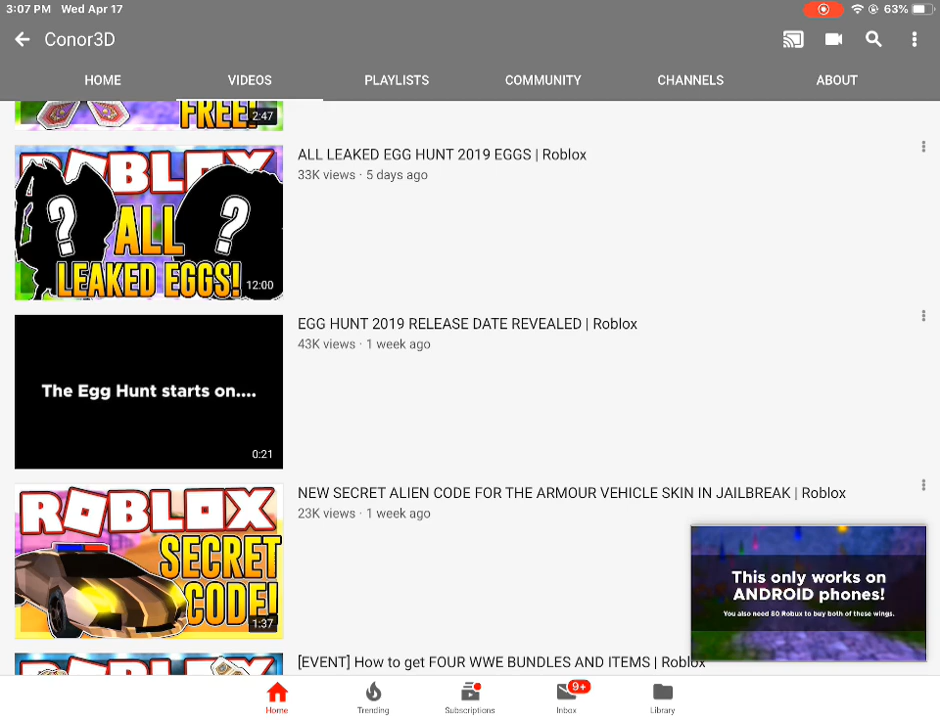 3:07 PM Wed Apr 17 63%
Conor3D
HOME VIDEOS PLAYLISTS COMMUNITY CHANNELS ABOUT
FREE!
2:47
ROBLOX
? ?
ALL
LEAKED EGGS!
12:00
ALL LEAKED EGG HUNT 2019 EGGS | Roblox
33K views · 5 days ago
The Egg Hunt starts on....
0:21
EGG HUNT 2019 RELEASE DATE REVEALED | Roblox
43K views · 1 week ago
ROBLOX
SECRET
CODE!
1:37
NEW SECRET ALIEN CODE FOR THE ARMOUR VEHICLE SKIN IN JAILBREAK | Roblox
23K views · 1 week ago
This only works on
ANDROID phones!
You also need 80 Robux to buy both of these wings.
ROBLOX
[EVENT] How to get FOUR WWE BUNDLES AND ITEMS | Roblox
9+
Home Trending Subscriptions Inbox Library